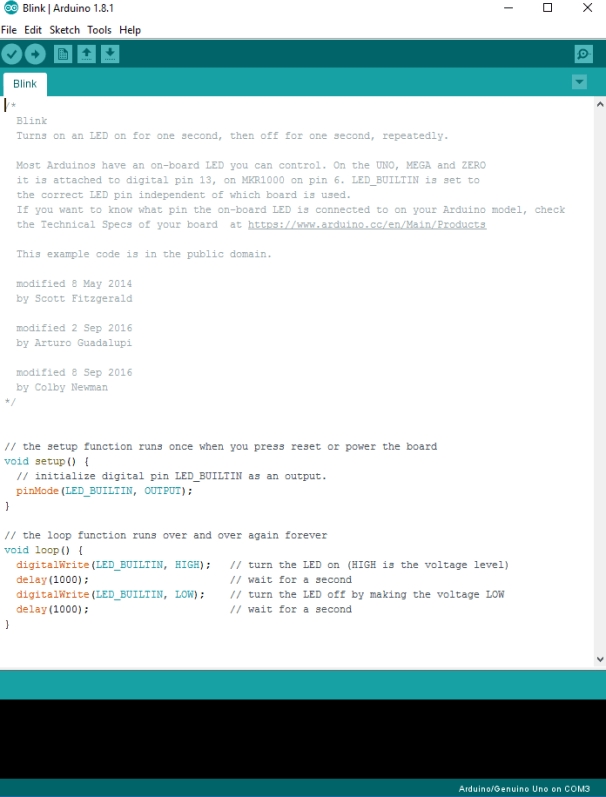 Blink | Arduino 1.8.1
File Edit Sketch Tools Help
Blink
/*
  Blink
  Turns on an LED on for one second, then off for one second, repeatedly.

  Most Arduinos have an on-board LED you can control. On the UNO, MEGA and ZERO
  it is attached to digital pin 13, on MKR1000 on pin 6. LED_BUILTIN is set to
  the correct LED pin independent of which board is used.
  If you want to know what pin the on-board LED is connected to on your Arduino model, check
  the Technical Specs of your board  at https://www.arduino.cc/en/Main/Products

  This example code is in the public domain.

  modified 8 May 2014
  by Scott Fitzgerald

  modified 2 Sep 2016
  by Arturo Guadalupi

  modified 8 Sep 2016
  by Colby Newman
*/

// the setup function runs once when you press reset or power the board
void setup() {
  // initialize digital pin LED_BUILTIN as an output.
  pinMode(LED_BUILTIN, OUTPUT);
}

// the loop function runs over and over again forever
void loop() {
  digitalWrite(LED_BUILTIN, HIGH);   // turn the LED on (HIGH is the voltage level)
  delay(1000);                       // wait for a second
  digitalWrite(LED_BUILTIN, LOW);    // turn the LED off by making the voltage LOW
  delay(1000);                       // wait for a second
}
Arduino/Genuino Uno on COM3